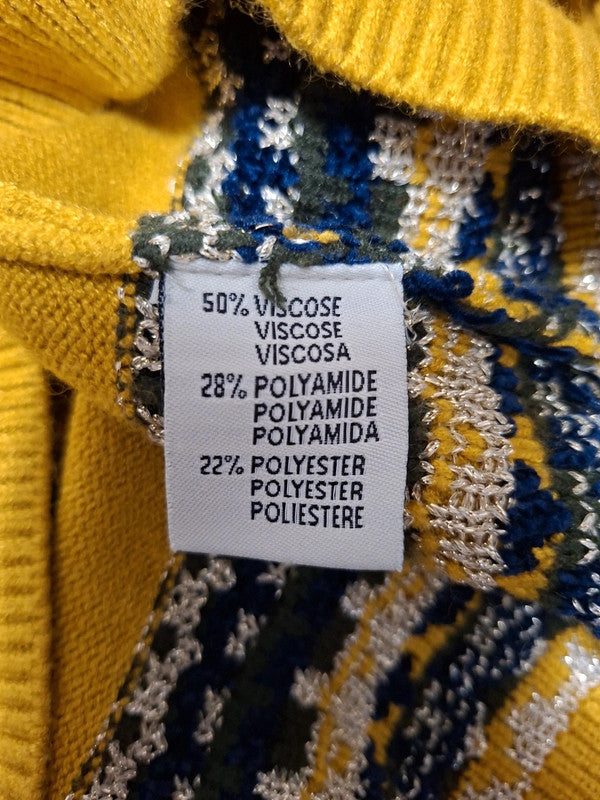 50% VISCOSE
VISCOSE
VISCOSA
28% POLYAMIDE
POLYAMIDE
POLYAMIDA
22% POLYESTER
POLYESTER
POLIESTERE